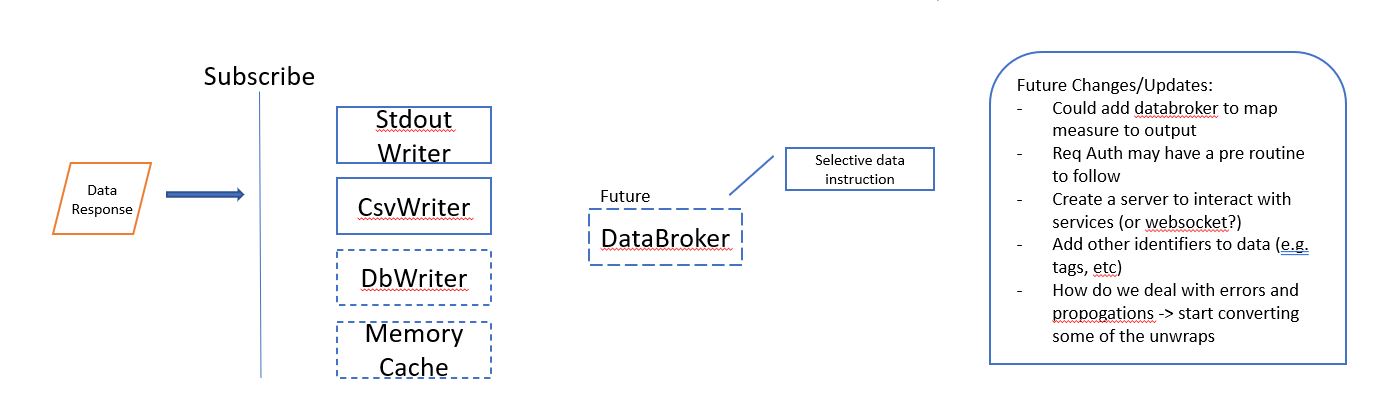 Subscribe
Stdout
Writer
CsvWriter
DbWriter
Memory
Cache
Data
Response
Future
DataBroker
Selective data
instruction
Future Changes/Updates:
- Could add databroker to map
measure to output
- Req Auth may have a pre routine
to follow
- Create a server to interact with
services (or websocket?)
- Add other identifiers to data (e.g.
tags, etc)
- How do we deal with errors and
propogations -> start converting
some of the unwraps